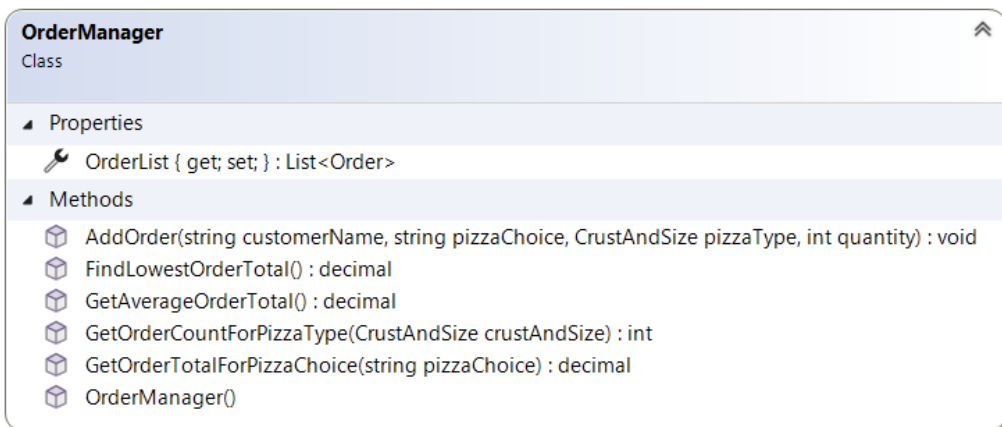 OrderManager
Class
Properties
OrderList { get; set; } : List<Order>
Methods
AddOrder(string customerName, string pizzaChoice, CrustAndSize pizzaType, int quantity) : void
FindLowestOrderTotal() : decimal
GetAverageOrderTotal() : decimal
GetOrderCountForPizzaType(CrustAndSize crustAndSize) : int
GetOrderTotalForPizzaChoice(string pizzaChoice) : decimal
OrderManager()